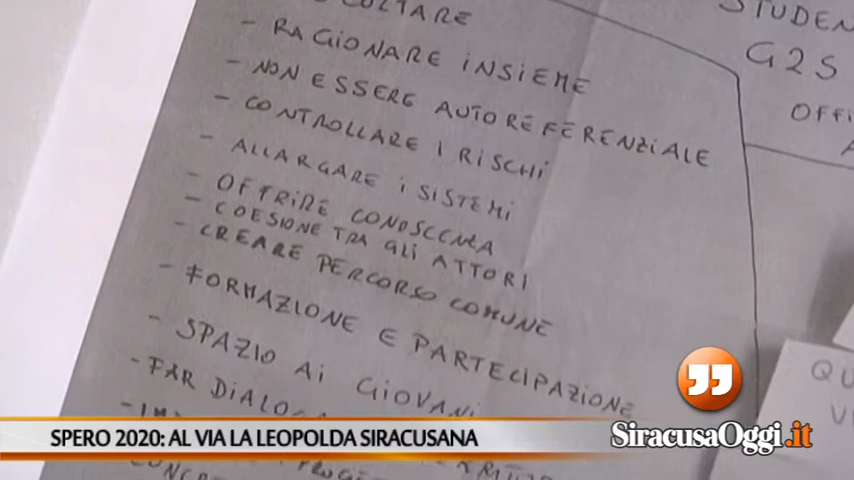 - RAGIONARE INSIEME
- NON ESSERE AUTOREFERENZIALE
- CONTROLLARE I RISCHI
- ALLARGARE I SISTEMI
- OFFRIRE CONOSCENZA
- COESIONE TRA GLI ATTORI
- CREARE PERCORSO COMUNE
- FORMAZIONE E PARTECIPAZIONE
- SPAZIO AI GIOVANI
- FAR
G2S
SPERO 2020: AL VIA LA LEOPOLDA SIRACUSANA
SiracusaOggi.it